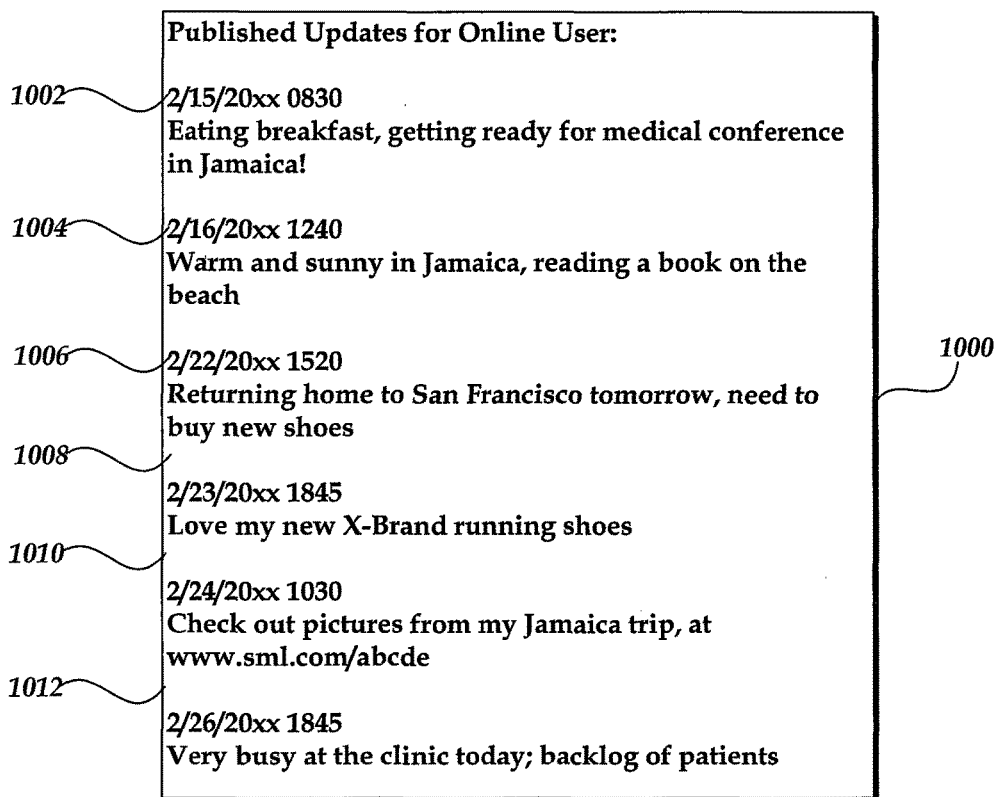 Published Updates for Online User:
1002
2/15/20xx 0830
Eating breakfast, getting ready for medical conference
in Jamaica!
1004
2/16/20xx 1240
Warm and sunny in Jamaica, reading a book on the
beach
1006
2/22/20xx 1520
1000
Returning home to San Francisco tomorrow, need to
buy new shoes
1008
2/23/20xx 1845
Love my new X-Brand running shoes
1010
2/24/20xx 1030
Check out pictures from my Jamaica trip, at
www.sml.com/abcde
1012
2/26/20xx 1845
Very busy at the clinic today; backlog of patients